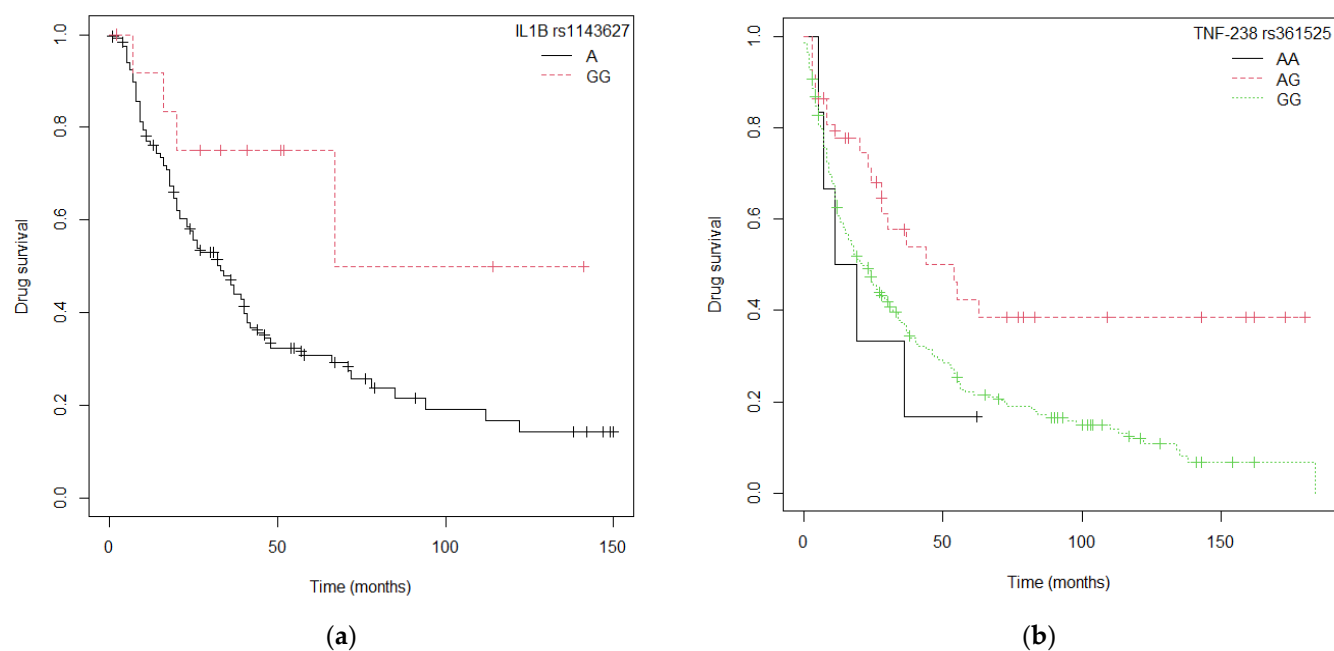 IL1B rs1143627
A
GG
Drug survival
1.0
0.8
0.6
0.4
0.2
0.0
0 50 100 150
Time (months)
(a)
TNF-238 rs361525
AA
AG
GG
Drug survival
1.0
0.8
0.6
0.4
0.2
0.0
0 50 100 150
Time (months)
(b)